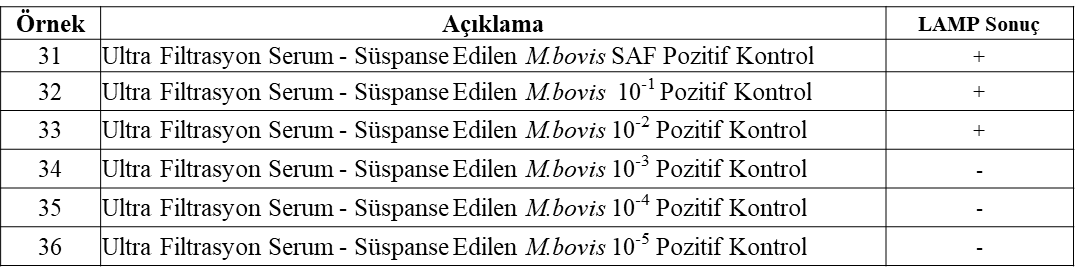 Örnek Açıklama LAMP Sonuç
31 Ultra Filtrasyon Serum - Süspanse Edilen M.bovis SAF Pozitif Kontrol +
32 Ultra Filtrasyon Serum - Süspanse Edilen M.bovis 10⁻¹ Pozitif Kontrol +
33 Ultra Filtrasyon Serum - Süspanse Edilen M.bovis 10⁻² Pozitif Kontrol +
34 Ultra Filtrasyon Serum - Süspanse Edilen M.bovis 10⁻³ Pozitif Kontrol -
35 Ultra Filtrasyon Serum - Süspanse Edilen M.bovis 10⁻⁴ Pozitif Kontrol -
36 Ultra Filtrasyon Serum - Süspanse Edilen M.bovis 10⁻⁵ Pozitif Kontrol -